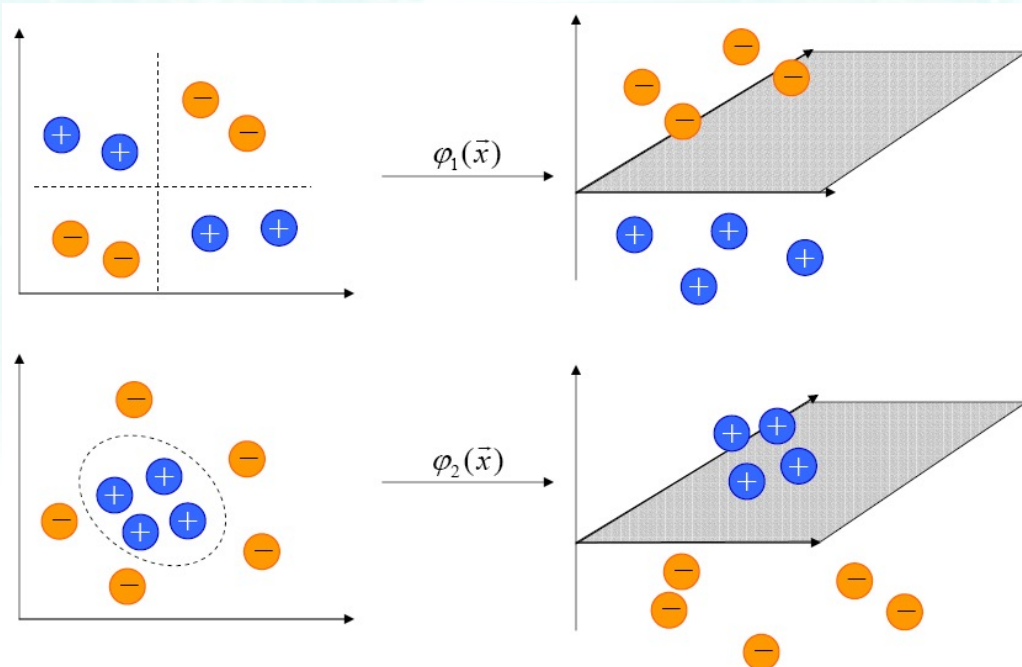 − − + + − − + +
φ₁(x⃗)
− − − − + + + +
− − − − − + + + +
φ₂(x⃗)
+ + + + − − − − −